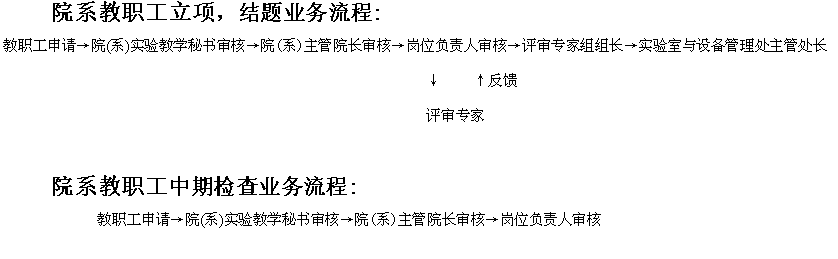 院系教职工立项，结题业务流程:
教职工申请→院(系)实验教学秘书审核→院（系）主管院长审核→岗位负责人审核→评审专家组组长→实验室与设备管理处主管处长
↓ ↑反馈
评审专家
院系教职工中期检查业务流程:
教职工申请→院(系)实验教学秘书审核→院（系）主管院长审核→岗位负责人审核